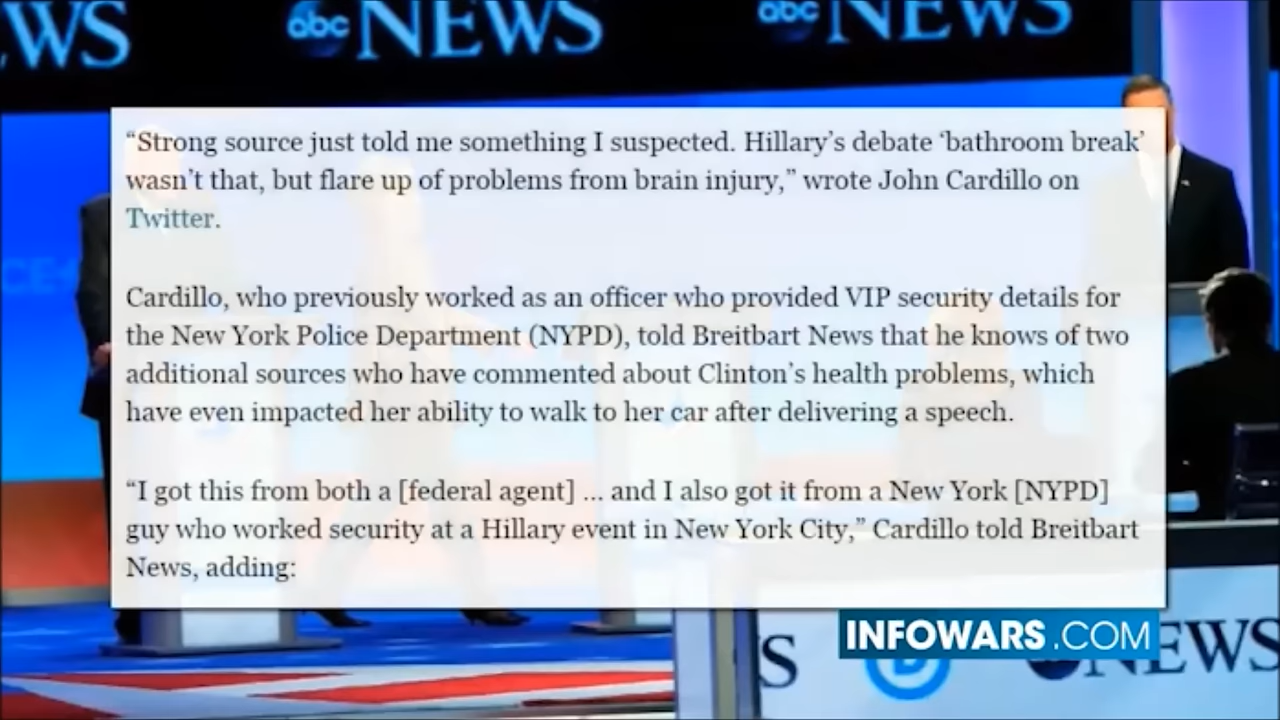 WS
abc NEWS
abc NEWS
“Strong source just told me something I suspected. Hillary’s debate ‘bathroom break’
wasn’t that, but flare up of problems from brain injury,” wrote John Cardillo on
Twitter.
Cardillo, who previously worked as an officer who provided VIP security details for
the New York Police Department (NYPD), told Breitbart News that he knows of two
additional sources who have commented about Clinton’s health problems, which
have even impacted her ability to walk to her car after delivering a speech.
“I got this from both a [federal agent] ... and I also got it from a New York [NYPD]
guy who worked security at a Hillary event in New York City,” Cardillo told Breitbart
News, adding:
INFOWARS.COM
S
D
NEWS